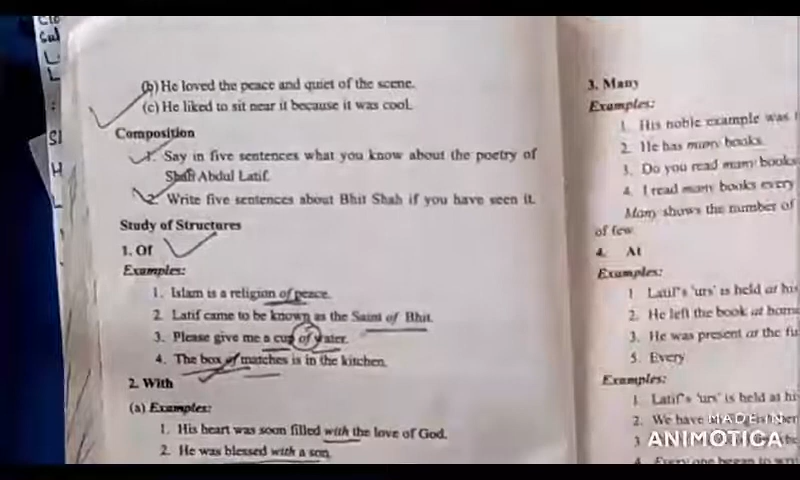 (b) He loved the peace and quiet of the scene.
(c) He liked to sit near it because it was cool.
Composition
1. Say in five sentences what you know about the poetry of
Shah Abdul Latif.
2. Write five sentences about Bhit Shah if you have seen it.
Study of Structures
1. Of
Examples:
1. Islam is a religion of peace.
2. Latif came to be known as the Saint of Bhit.
3. Please give me a cup of water.
4. The box of matches is in the kitchen.
2. With
(a) Examples:
1. His heart was soon filled with the love of God.
2. He was blessed with a son.
3. Many
Examples:
1. His noble example was
2. He has many books.
3. Do you read many books
4. I read many books every
Many shows the number of
of few
4. At
Examples:
1 Latif's 'urs' is held at his
2. He left the book at home
3. He was present at the fu
5. Every
Examples:
1. Latif's 'urs' is held at hi
2. We have
3
4. Every one began to
MADE IN
ANIMOTICA